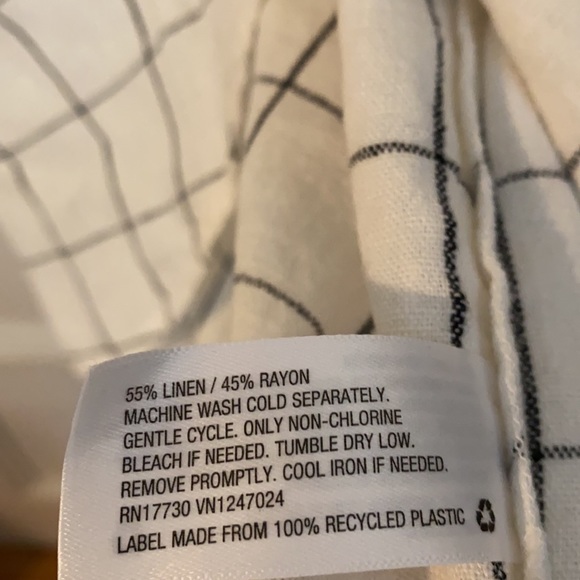 55% LINEN / 45% RAYON
MACHINE WASH COLD SEPARATELY.
GENTLE CYCLE. ONLY NON-CHLORINE
BLEACH IF NEEDED. TUMBLE DRY LOW.
REMOVE PROMPTLY. COOL IRON IF NEEDED.
RN17730 VN1247024
LABEL MADE FROM 100% RECYCLED PLASTIC